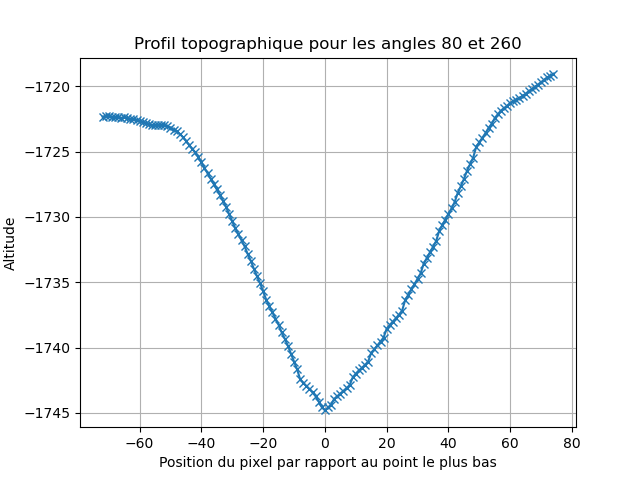 Profil topographique pour les angles 80 et 260
Altitude
−1720
−1725
−1730
−1735
−1740
−1745
−60 −40 −20 0 20 40 60 80
Position du pixel par rapport au point le plus bas